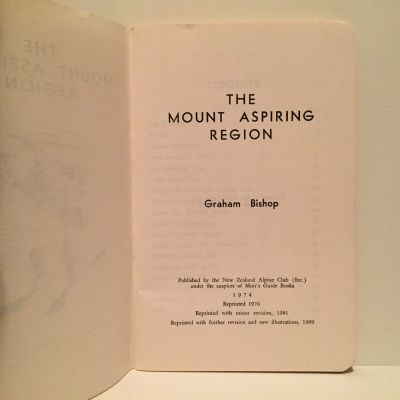 THE
MOUNT ASPIRING
REGION
Graham Bishop
Published by the New Zealand Alpine Club (Inc.)
under the auspices of Moir's Guide Books
1974
Reprinted 1976
Reprinted with minor revision, 1981
Reprinted with further revision and new illustrations, 1989